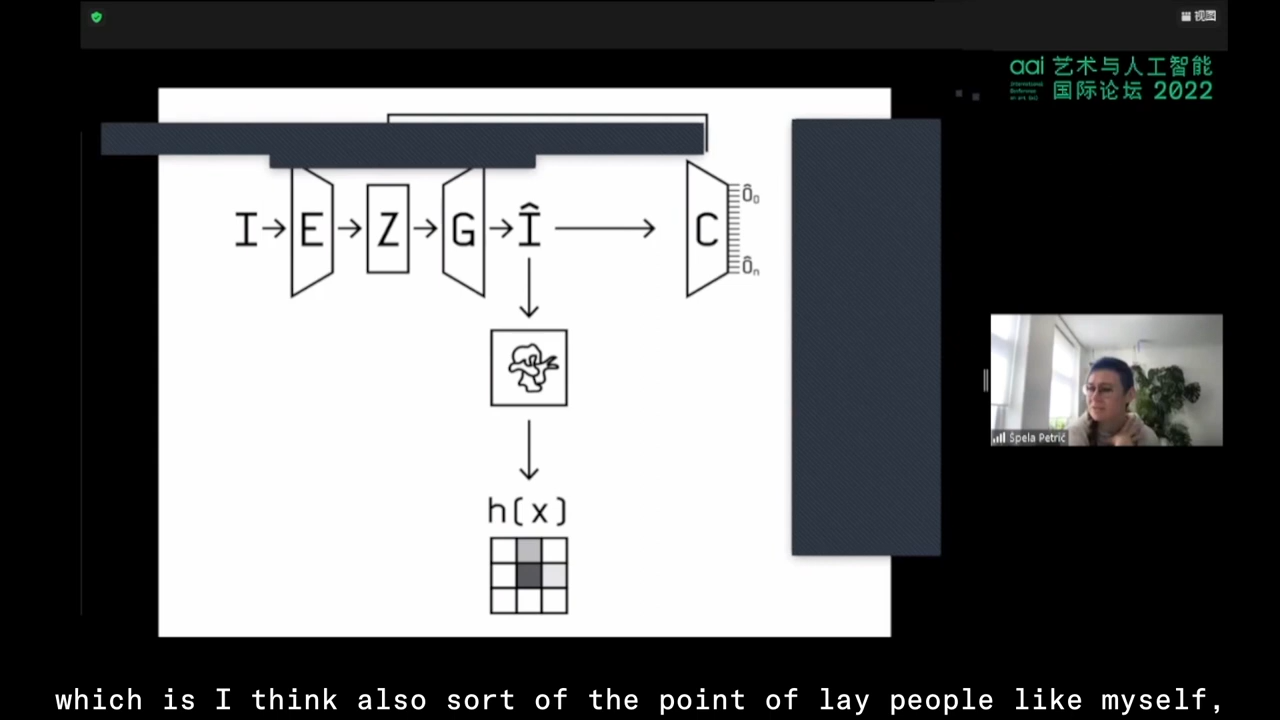 视图
aai 艺术与人工智能
国际论坛 2022
I → E → Z → G → Î → C
Ô₀
Ôₙ
h(x)
Špela Petrič
which is I think also sort of the point of lay people like myself,